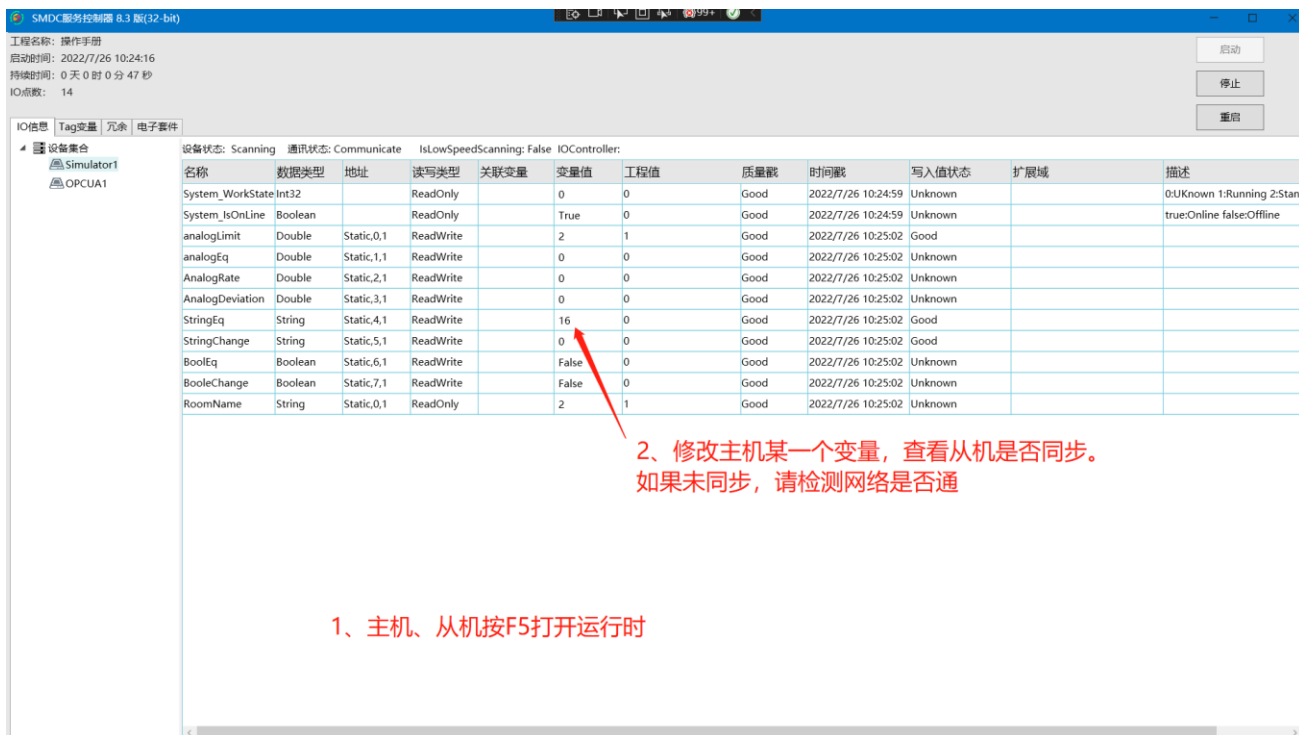 SMDC服务控制器 8.3 版(32-bit)
99+
工程名称: 操作手册
启动时间: 2022/7/26 10:24:16
持续时间: 0 天 0 时 0 分 47 秒
IO点数: 14
启动
停止
重启
IO信息 Tag变量 冗余 电子套件
设备集合
Simulator1
OPCUA1
设备状态: Scanning 通讯状态: Communicate IsLowSpeedScanning: False IOController:
名称 数据类型 地址 读写类型 关联变量 变量值 工程值 质量戳 时间戳 写入值状态 扩展域 描述
System_WorkState Int32 ReadOnly 0 0 Good 2022/7/26 10:24:59 Unknown 0:UKnown 1:Running 2:Stan
System_IsOnLine Boolean ReadOnly True 0 Good 2022/7/26 10:24:59 Unknown true:Online false:Offline
analogLimit Double Static,0,1 ReadWrite 2 1 Good 2022/7/26 10:25:02 Good
analogEq Double Static,1,1 ReadWrite 0 0 Good 2022/7/26 10:25:02 Unknown
AnalogRate Double Static,2,1 ReadWrite 0 0 Good 2022/7/26 10:25:02 Unknown
AnalogDeviation Double Static,3,1 ReadWrite 0 0 Good 2022/7/26 10:25:02 Unknown
StringEq String Static,4,1 ReadWrite 16 0 Good 2022/7/26 10:25:02 Good
StringChange String Static,5,1 ReadWrite 0 0 Good 2022/7/26 10:25:02 Good
BoolEq Boolean Static,6,1 ReadWrite False 0 Good 2022/7/26 10:25:02 Unknown
BooleChange Boolean Static,7,1 ReadWrite False 0 Good 2022/7/26 10:25:02 Unknown
RoomName String Static,0,1 ReadOnly 2 1 Good 2022/7/26 10:25:02 Unknown
2、修改主机某一个变量，查看从机是否同步。
如果未同步，请检测网络是否通
1、主机、从机按F5打开运行时